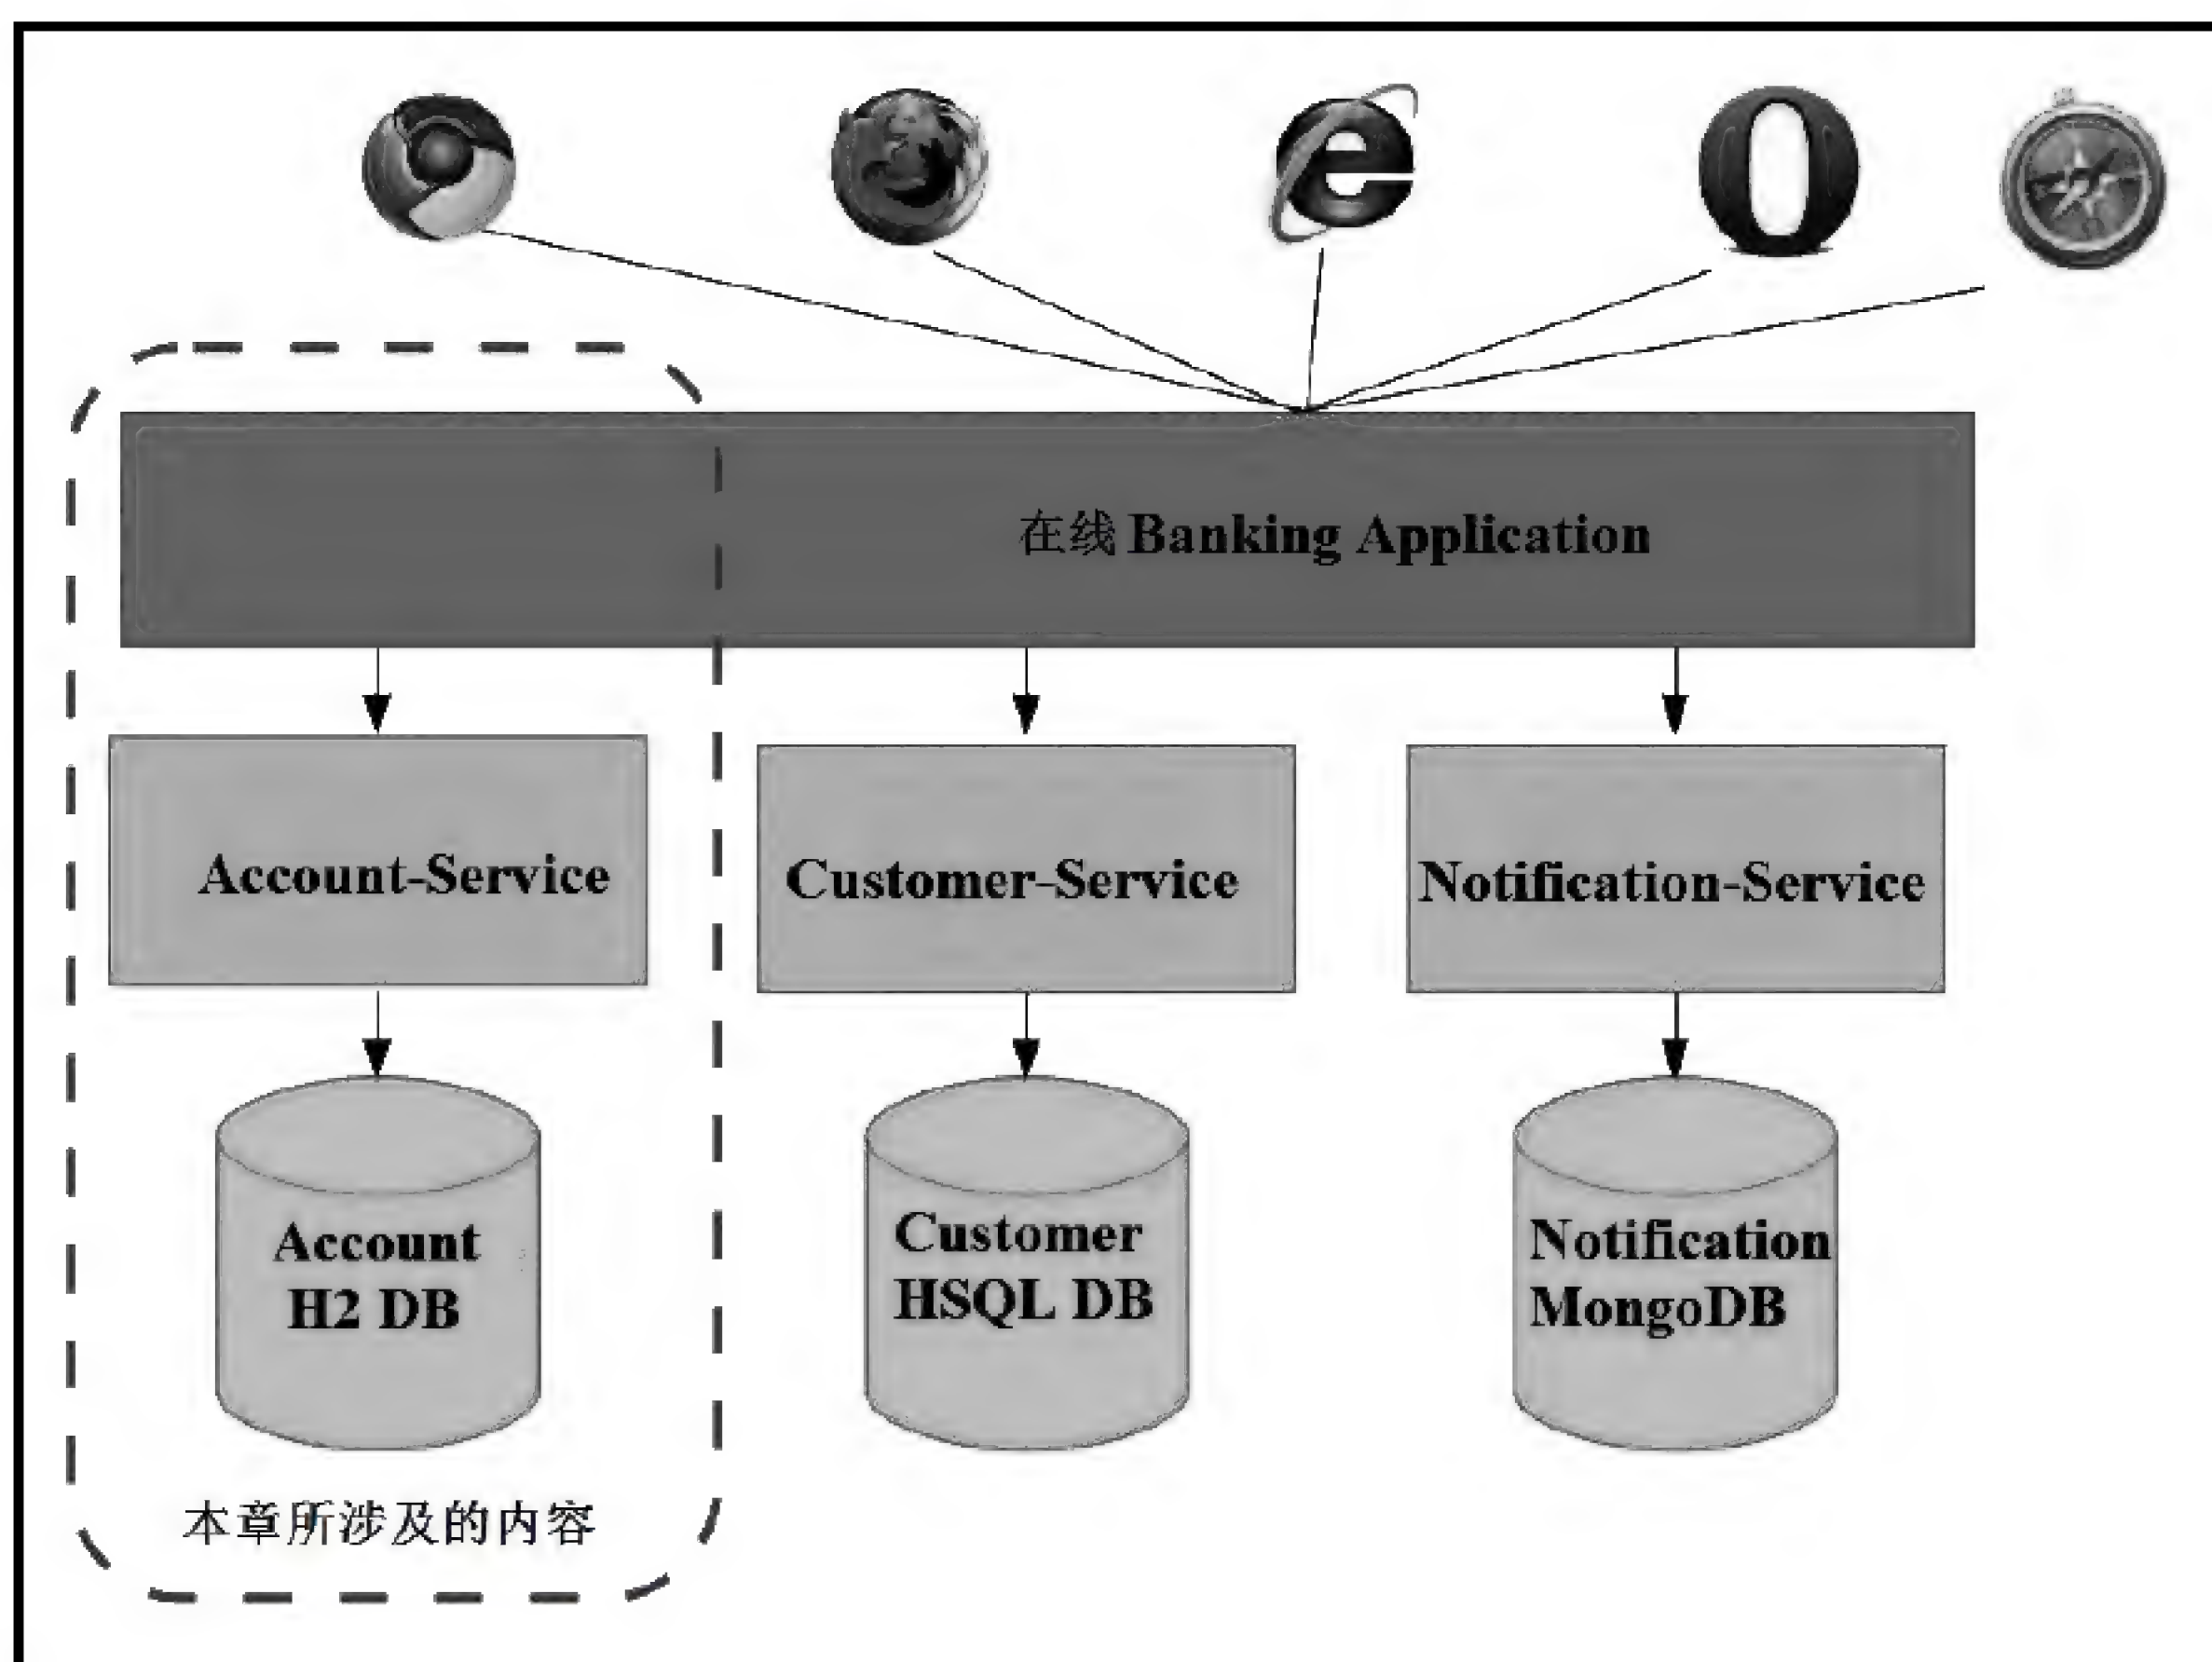 在线 Banking Application
Account-Service
Customer-Service
Notification-Service
Account
H2 DB
Customer
HSQL DB
Notification
MongoDB
本章所涉及的内容